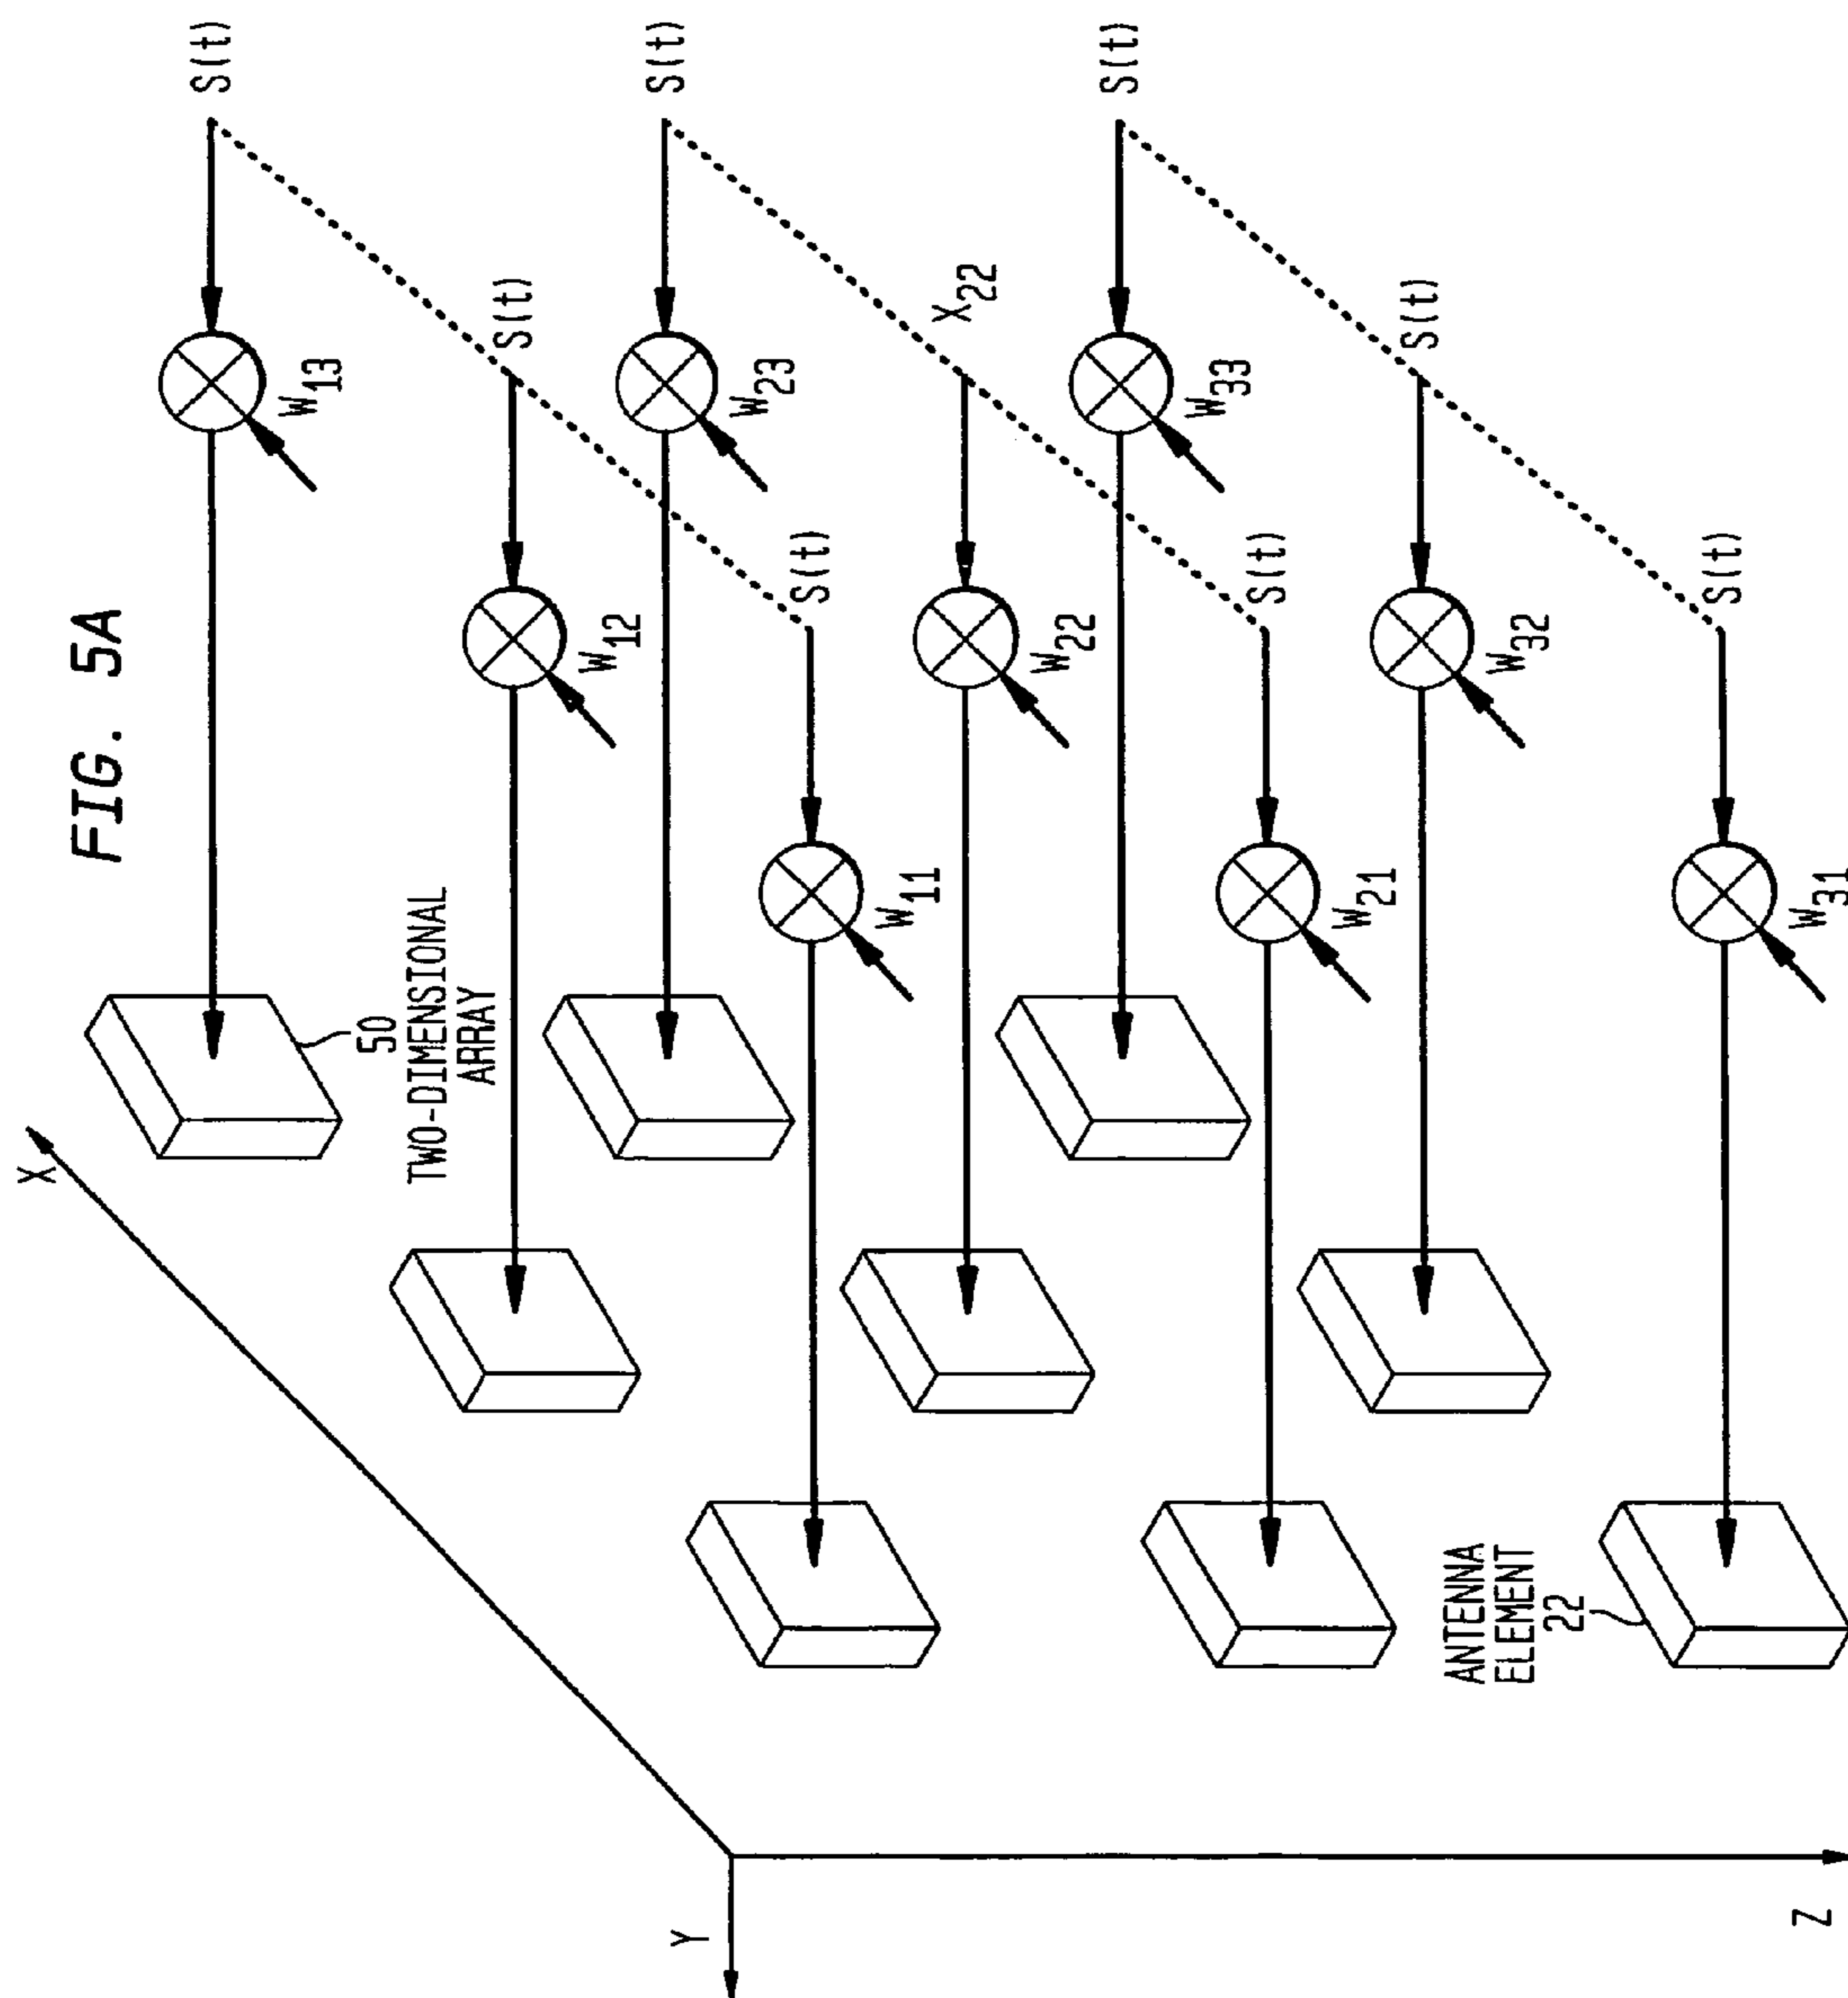 FIG. 5A
X
S(t)
W13
50
TWO-DIMENSIONAL
ARRAY
S(t)
W12
S(t)
Y
W23
S(t)
W11
X22
W22
S(t)
W33
S(t)
W21
S(t)
W32
ANTENNA
ELEMENT
22
S(t)
Z
W31